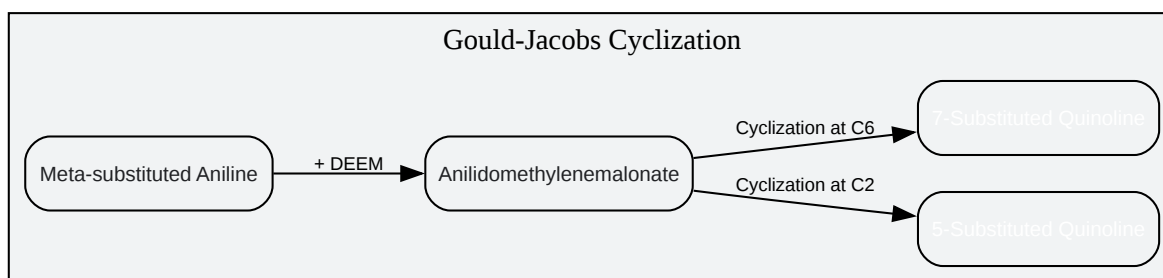 Gould-Jacobs Cyclization
Meta-substituted Aniline
+ DEEM
Anilidomethylenemalonate
Cyclization at C6
7-Substituted Quinoline
Cyclization at C2
5-Substituted Quinoline